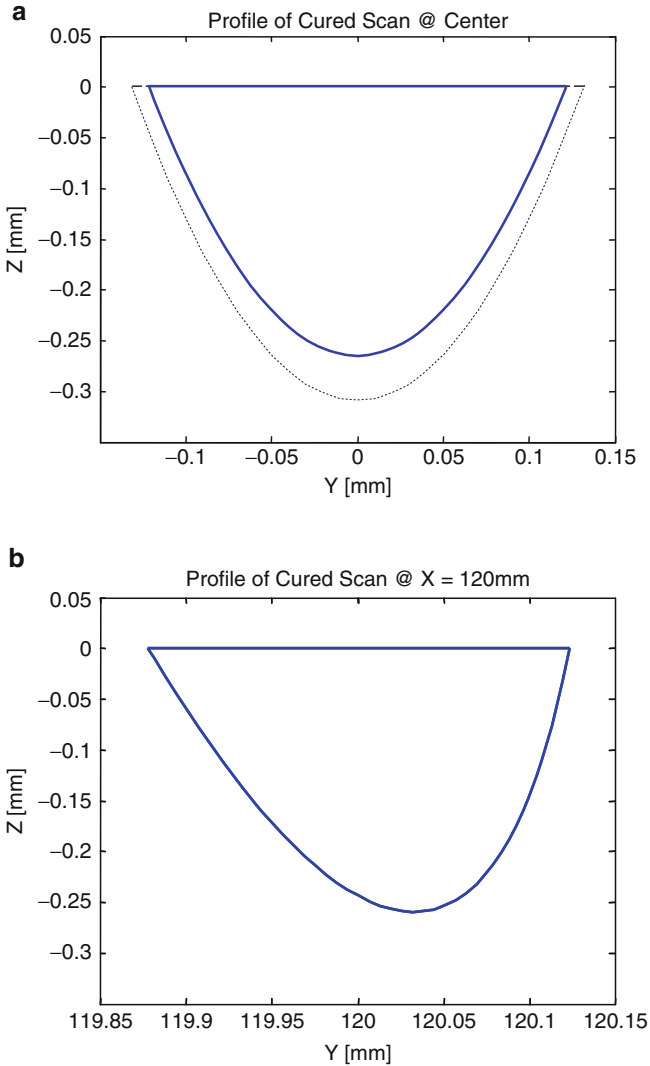 a
Profile of Cured Scan @ Center
0.05
0
−0.05
−0.1
−0.15
−0.2
−0.25
−0.3
Z [mm]
−0.1 −0.05 0 0.05 0.1 0.15
Y [mm]
b
Profile of Cured Scan @ X = 120mm
0.05
0
−0.05
−0.1
−0.15
−0.2
−0.25
−0.3
Z [mm]
119.85 119.9 119.95 120 120.05 120.1 120.15
Y [mm]